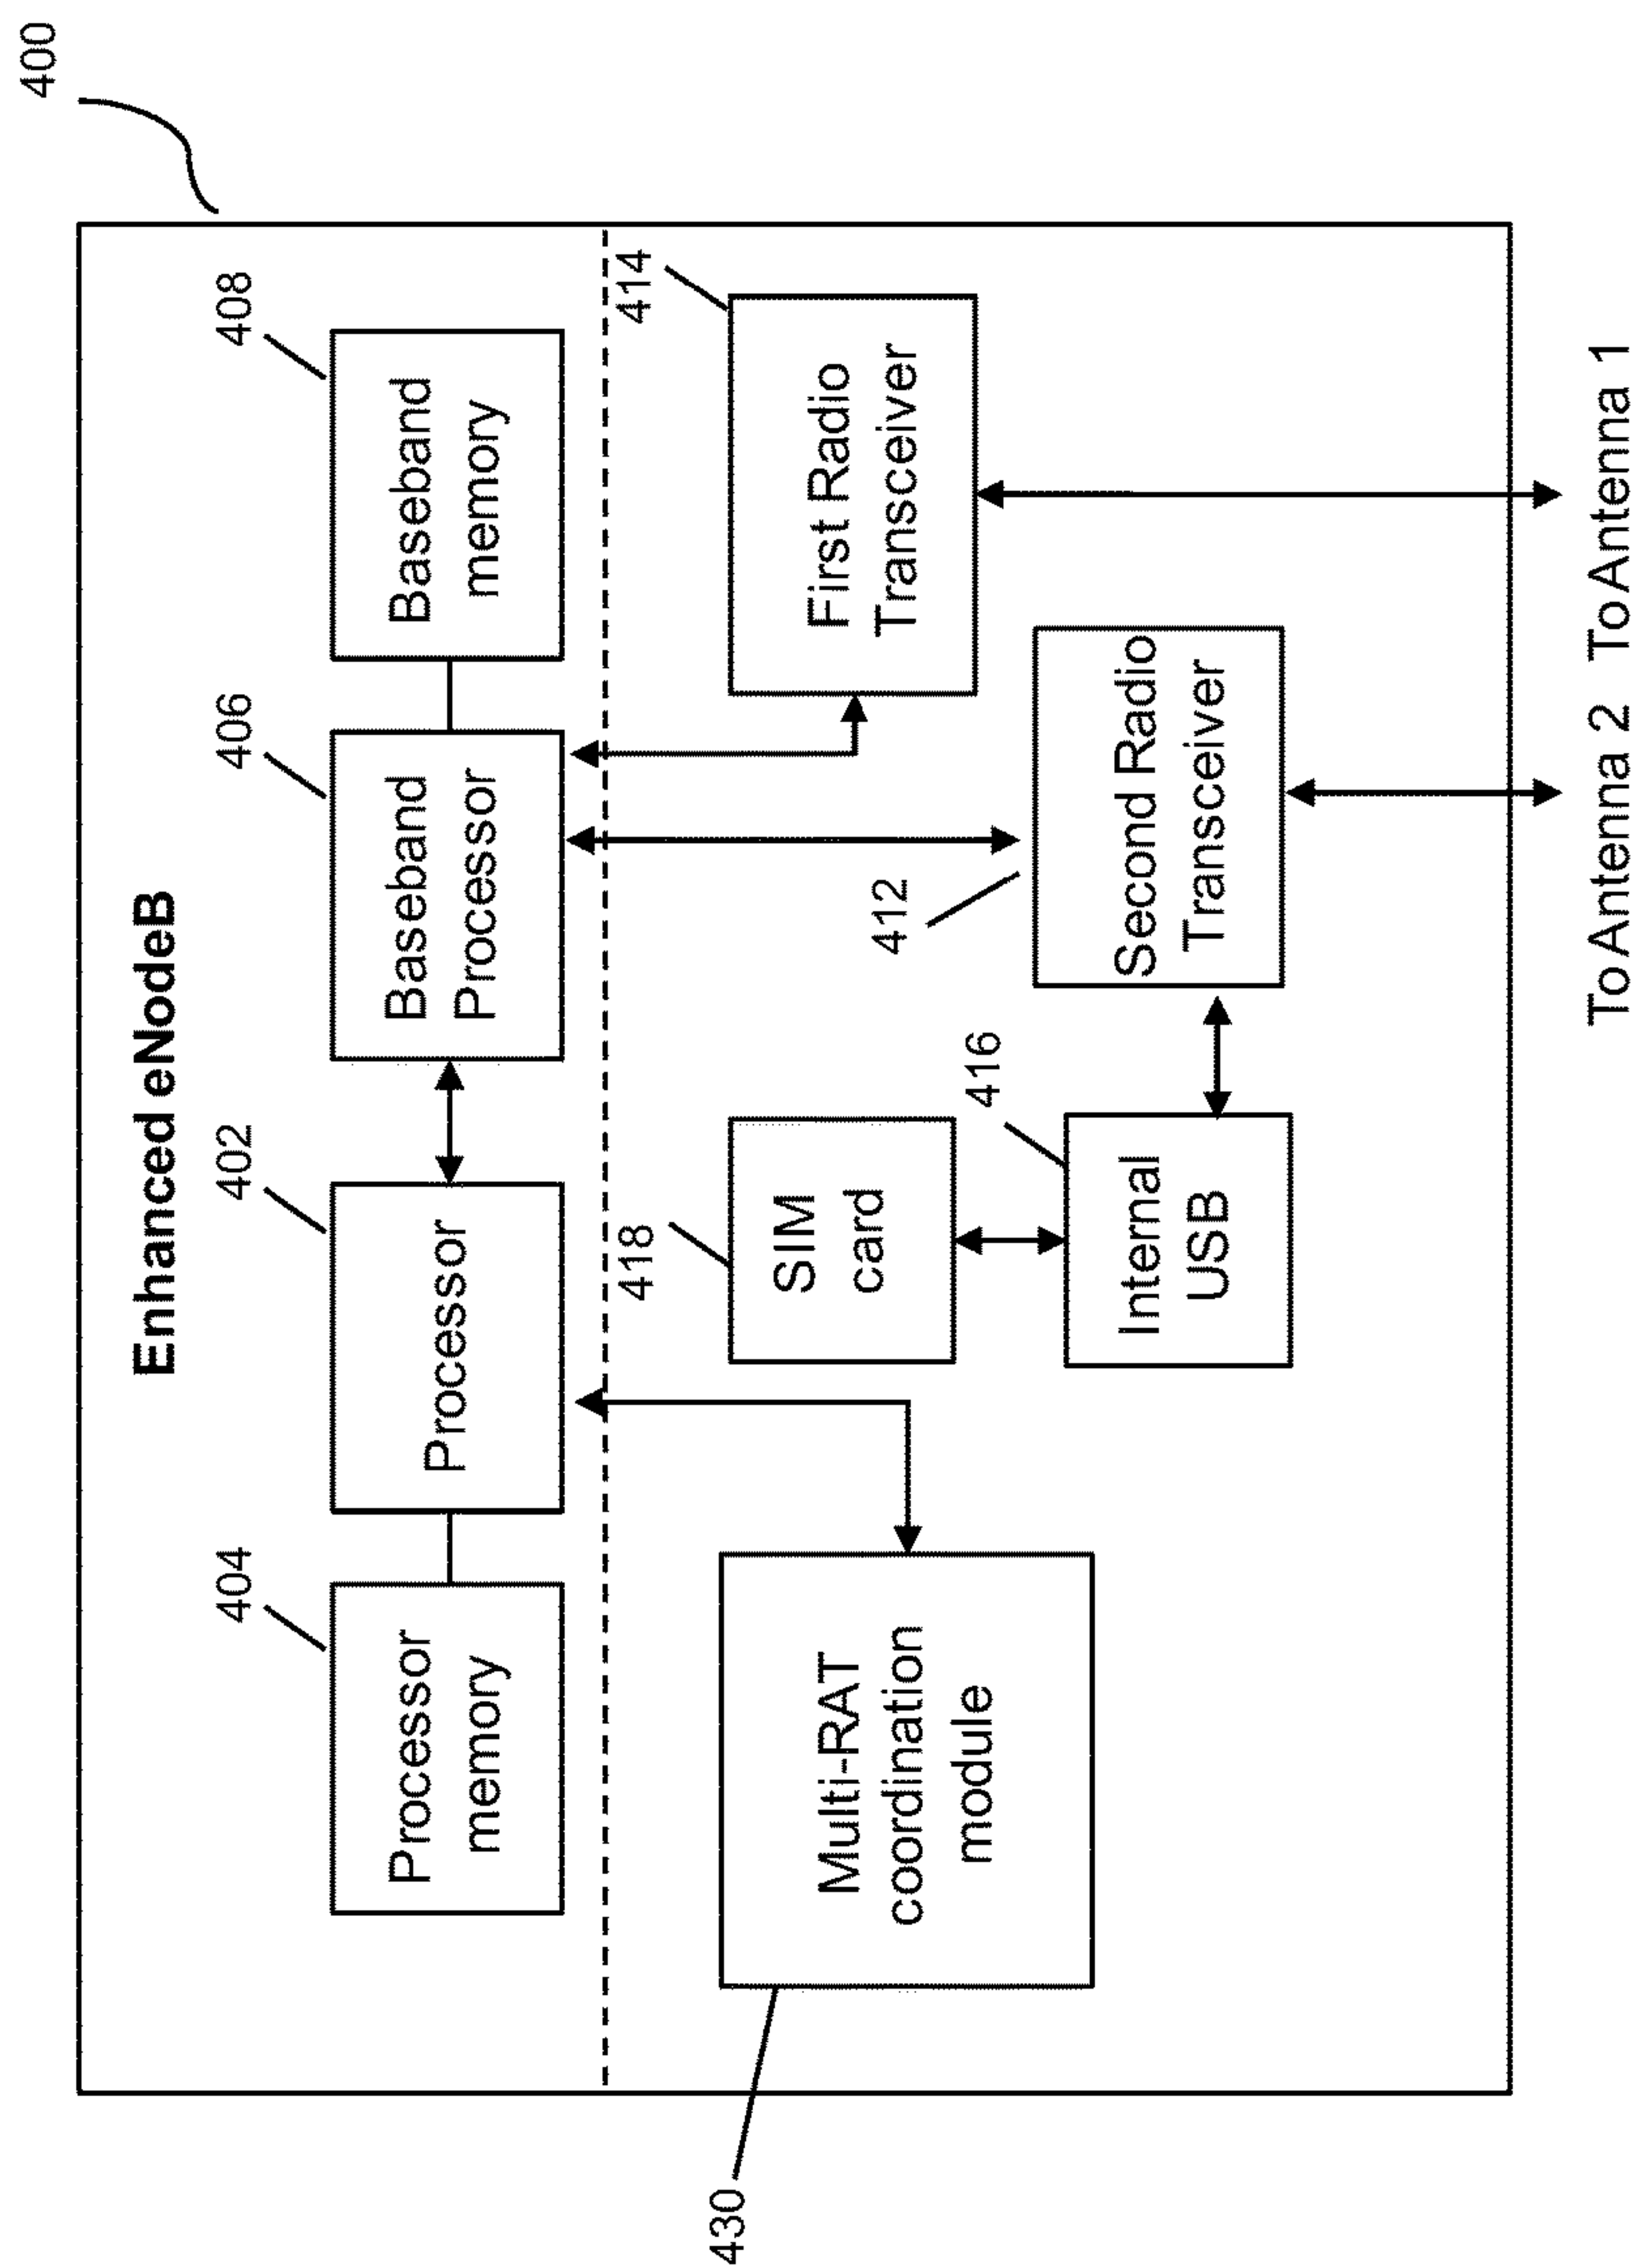 400
Enhanced eNodeB
404
402
406
408
Processor
memory
Processor
Baseband
Processor
Baseband
memory
430
Multi-RAT
coordination
module
418
SIM
card
416
Internal
USB
412
Second Radio
Transceiver
414
First Radio
Transceiver
To Antenna 2
To Antenna 1